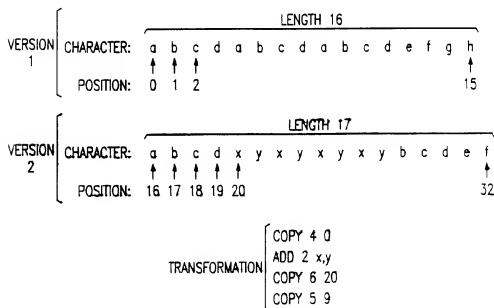 LENGTH 16
VERSION 1 CHARACTER: a b c d a b c d a b c d e f g h
POSITION: 0 1 2 15
LENGTH 17
VERSION 2 CHARACTER: a b c d x y x y x y x y b c d e f
POSITION: 16 17 18 19 20 32
TRANSFORMATION
COPY 4 0
ADD 2 x,y
COPY 6 20
COPY 5 9